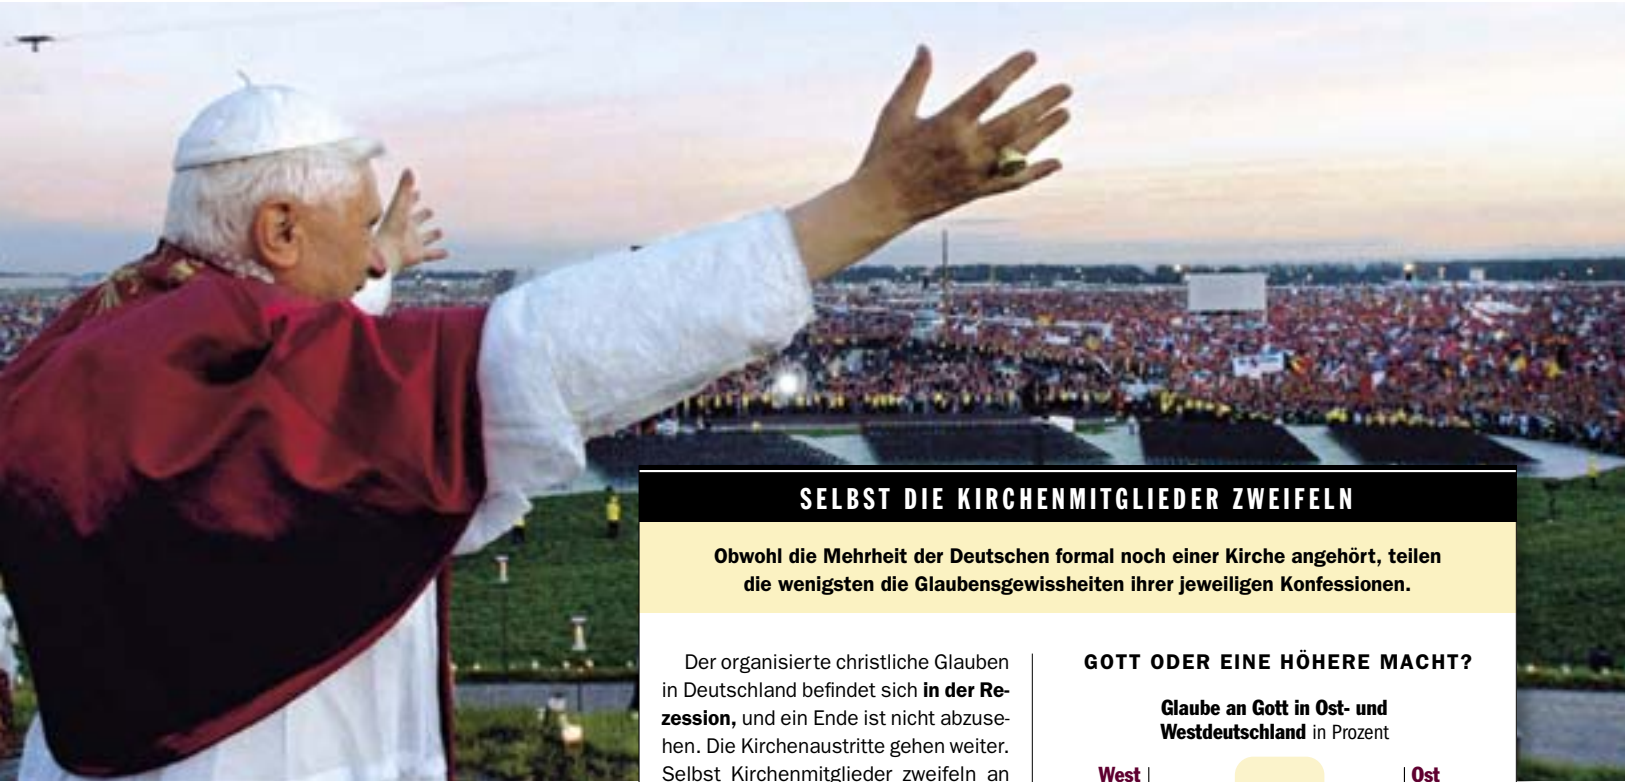 SELBST DIE KIRCHENMITGLIEDER ZWEIFELN
Obwohl die Mehrheit der Deutschen formal noch einer Kirche angehört, teilen
die wenigsten die Glaubensgewissheiten ihrer jeweiligen Konfessionen.
Der organisierte christliche Glauben
in Deutschland befindet sich in der Re-
zession, und ein Ende ist nicht abzuse-
hen. Die Kirchenaustritte gehen weiter.
Selbst Kirchenmitglieder zweifeln an
GOTT ODER EINE HÖHERE MACHT?
Glaube an Gott in Ost- und
Westdeutschland in Prozent
West
Ost